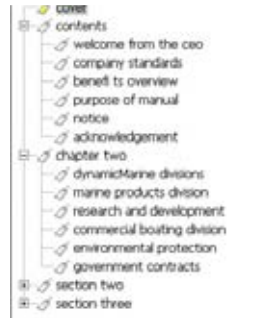 cover
contents
welcome from the ceo
company standards
benefi ts overview
purpose of manual
notice
acknowledgement
chapter two
dynamicMarine divisions
marine products division
research and development
commercial boating division
environmental protection
government contracts
section two
section three